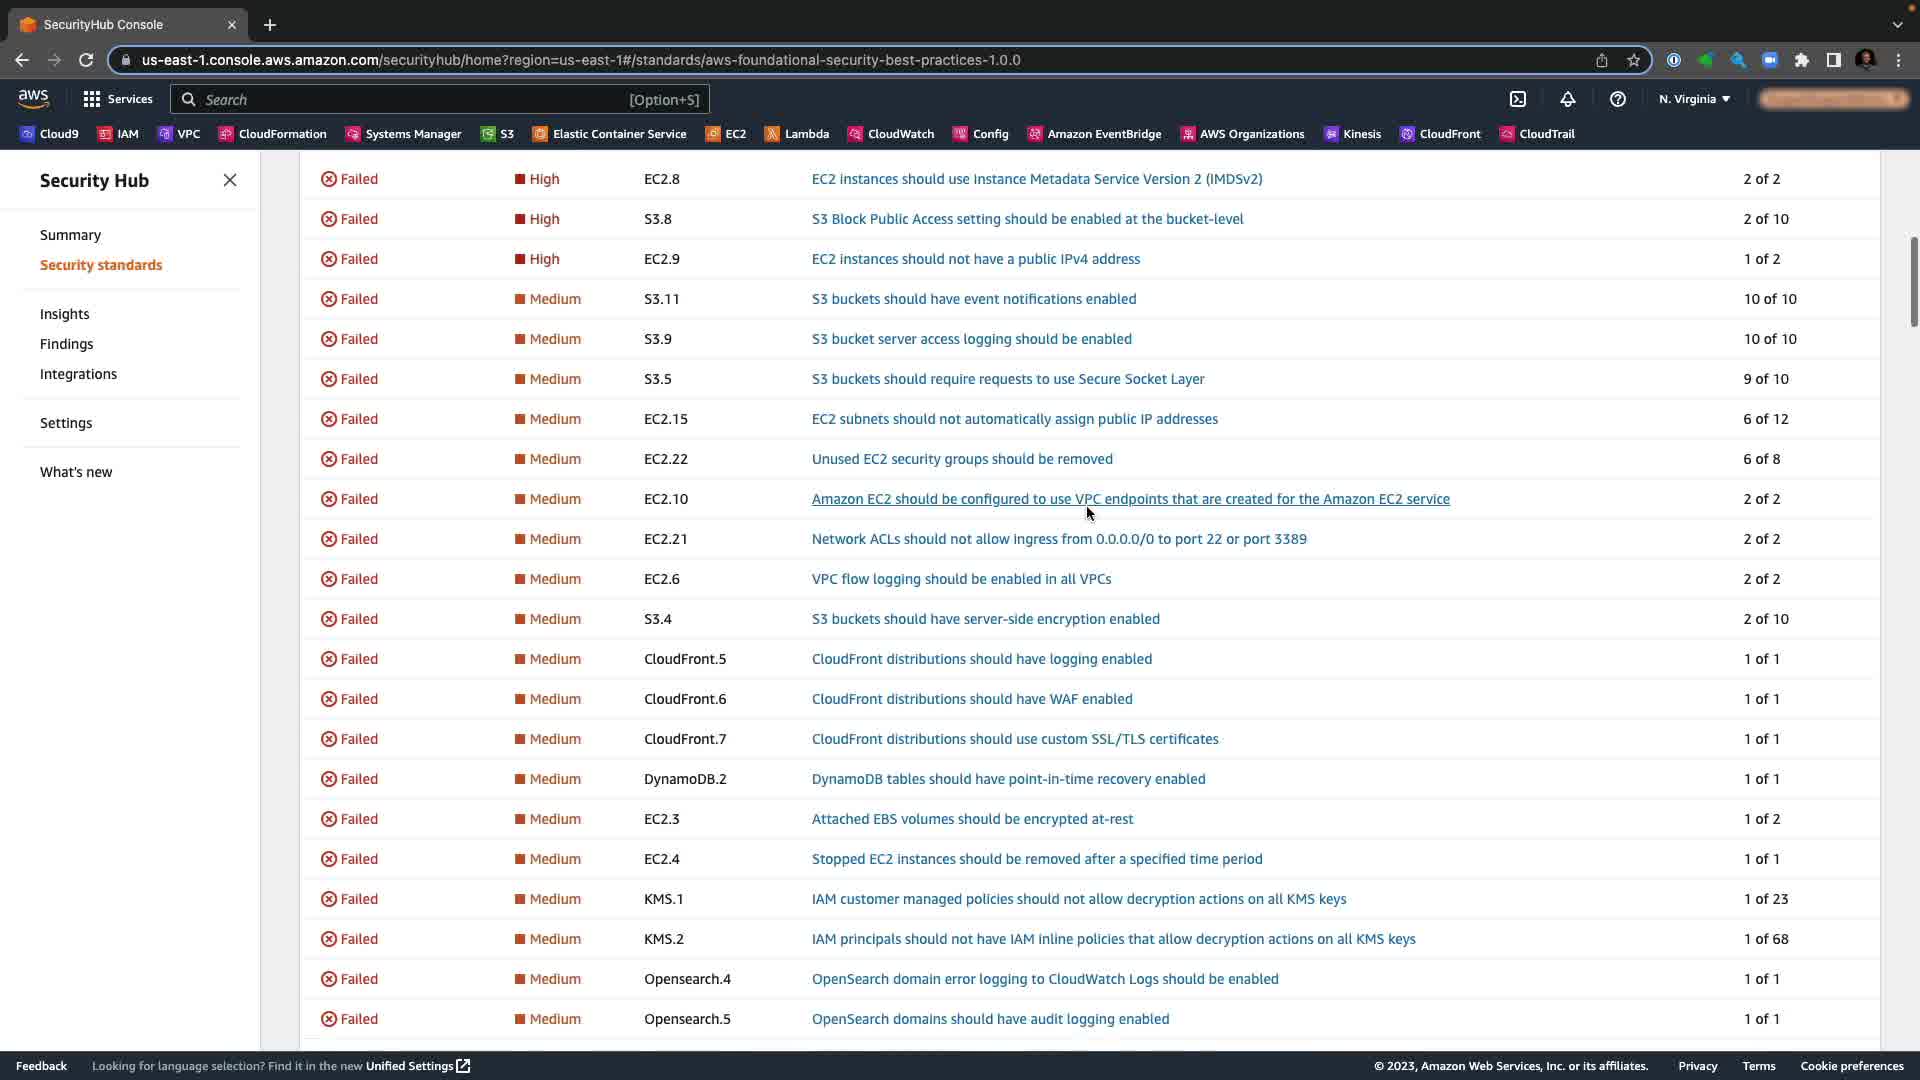 SecurityHub Console
us-east-1.console.aws.amazon.com/securityhub/home?region=us-east-1#/standards/aws-foundational-security-best-practices-1.0.0
aws Services Search [Option+S] N. Virginia
Cloud9 IAM VPC CloudFormation Systems Manager S3 Elastic Container Service EC2 Lambda CloudWatch Config Amazon EventBridge AWS Organizations Kinesis CloudFront CloudTrail
Security Hub
Summary
Security standards
Insights
Findings
Integrations
Settings
What's new
Failed High EC2.8 EC2 instances should use Instance Metadata Service Version 2 (IMDSv2) 2 of 2
Failed High S3.8 S3 Block Public Access setting should be enabled at the bucket-level 2 of 10
Failed High EC2.9 EC2 instances should not have a public IPv4 address 1 of 2
Failed Medium S3.11 S3 buckets should have event notifications enabled 10 of 10
Failed Medium S3.9 S3 bucket server access logging should be enabled 10 of 10
Failed Medium S3.5 S3 buckets should require requests to use Secure Socket Layer 9 of 10
Failed Medium EC2.15 EC2 subnets should not automatically assign public IP addresses 6 of 12
Failed Medium EC2.22 Unused EC2 security groups should be removed 6 of 8
Failed Medium EC2.10 Amazon EC2 should be configured to use VPC endpoints that are created for the Amazon EC2 service 2 of 2
Failed Medium EC2.21 Network ACLs should not allow ingress from 0.0.0.0/0 to port 22 or port 3389 2 of 2
Failed Medium EC2.6 VPC flow logging should be enabled in all VPCs 2 of 2
Failed Medium S3.4 S3 buckets should have server-side encryption enabled 2 of 10
Failed Medium CloudFront.5 CloudFront distributions should have logging enabled 1 of 1
Failed Medium CloudFront.6 CloudFront distributions should have WAF enabled 1 of 1
Failed Medium CloudFront.7 CloudFront distributions should use custom SSL/TLS certificates 1 of 1
Failed Medium DynamoDB.2 DynamoDB tables should have point-in-time recovery enabled 1 of 1
Failed Medium EC2.3 Attached EBS volumes should be encrypted at-rest 1 of 2
Failed Medium EC2.4 Stopped EC2 instances should be removed after a specified time period 1 of 1
Failed Medium KMS.1 IAM customer managed policies should not allow decryption actions on all KMS keys 1 of 23
Failed Medium KMS.2 IAM principals should not have IAM inline policies that allow decryption actions on all KMS keys 1 of 68
Failed Medium Opensearch.4 OpenSearch domain error logging to CloudWatch Logs should be enabled 1 of 1
Failed Medium Opensearch.5 OpenSearch domains should have audit logging enabled 1 of 1
Feedback Looking for language selection? Find it in the new Unified Settings © 2023, Amazon Web Services, Inc. or its affiliates. Privacy Terms Cookie preferences